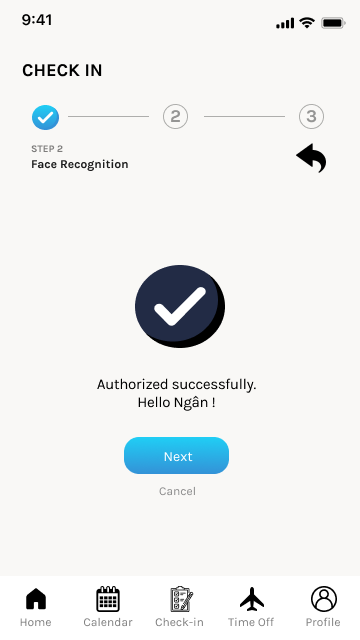 9:41
CHECK IN
2
3
STEP 2
Face Recognition
Authorized successfully.
Hello Ngân !
Next
Cancel
Home Calendar Check-in Time Off Profile